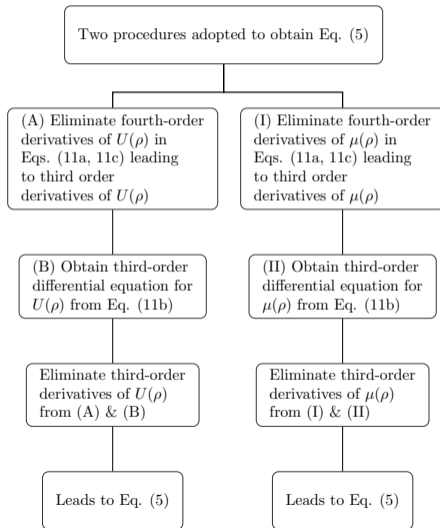 Two procedures adopted to obtain Eq. (5)
(A) Eliminate fourth-order
derivatives of U(ρ) in
Eqs. (11a, 11c) leading
to third order
derivatives of U(ρ)
(I) Eliminate fourth-order
derivatives of μ(ρ) in
Eqs. (11a, 11c) leading
to third order
derivatives of μ(ρ)
(B) Obtain third-order
differential equation for
U(ρ) from Eq. (11b)
(II) Obtain third-order
differential equation for
μ(ρ) from Eq. (11b)
Eliminate third-order
derivatives of U(ρ)
from (A) & (B)
Eliminate third-order
derivatives of μ(ρ)
from (I) & (II)
Leads to Eq. (5)
Leads to Eq. (5)